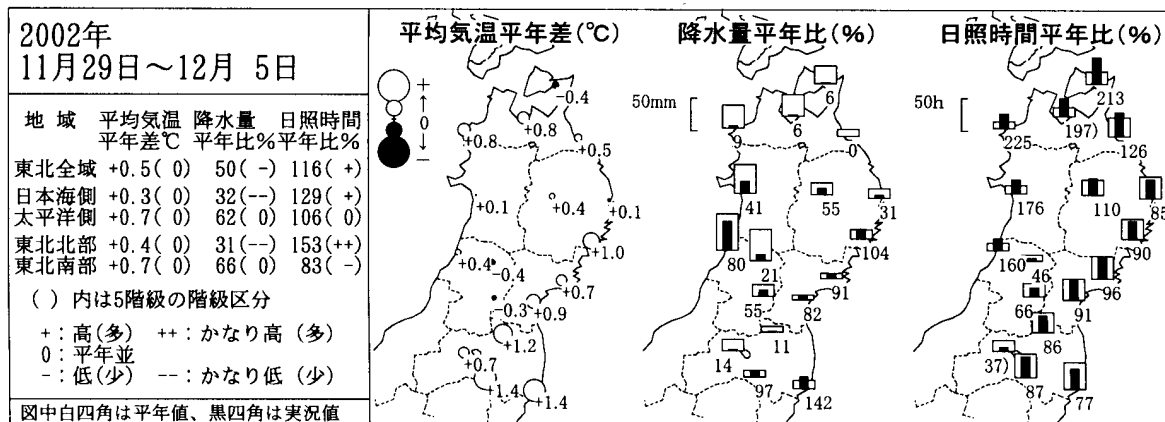 2002年
11月29日～12月 5日
地 域 平均気温 降水量 日照時間
平年差℃ 平年比% 平年比%
東北全域 +0.5( 0) 50( -) 116( +)
日本海側 +0.3( 0) 32(--) 129( +)
太平洋側 +0.7( 0) 62( 0) 106( 0)
東北北部 +0.4( 0) 31(--) 153(++)
東北南部 +0.7( 0) 66( 0) 83( -)
( ) 内は5階級の階級区分
+：高(多) ++：かなり高 (多)
0：平年並
-：低(少) --：かなり低 (少)
図中白四角は平年値、黒四角は実況値
平均気温平年差(℃)
+
↑
0
↓
-
-0.4
+0.8
+0.8
+0.5
+0.1
+0.4
+0.1
+1.0
+0.4
-0.4
+0.7
-0.3
+0.9
+1.2
+0.7
+1.4
+1.4
降水量平年比(%)
50mm
6
6
9
0
41
55
31
104
80
21
91
55
82
11
14
97
142
日照時間平年比(%)
50h
213
197)
225
126
176
110
85
90
160
46
96
66
91
86
37)
87
77